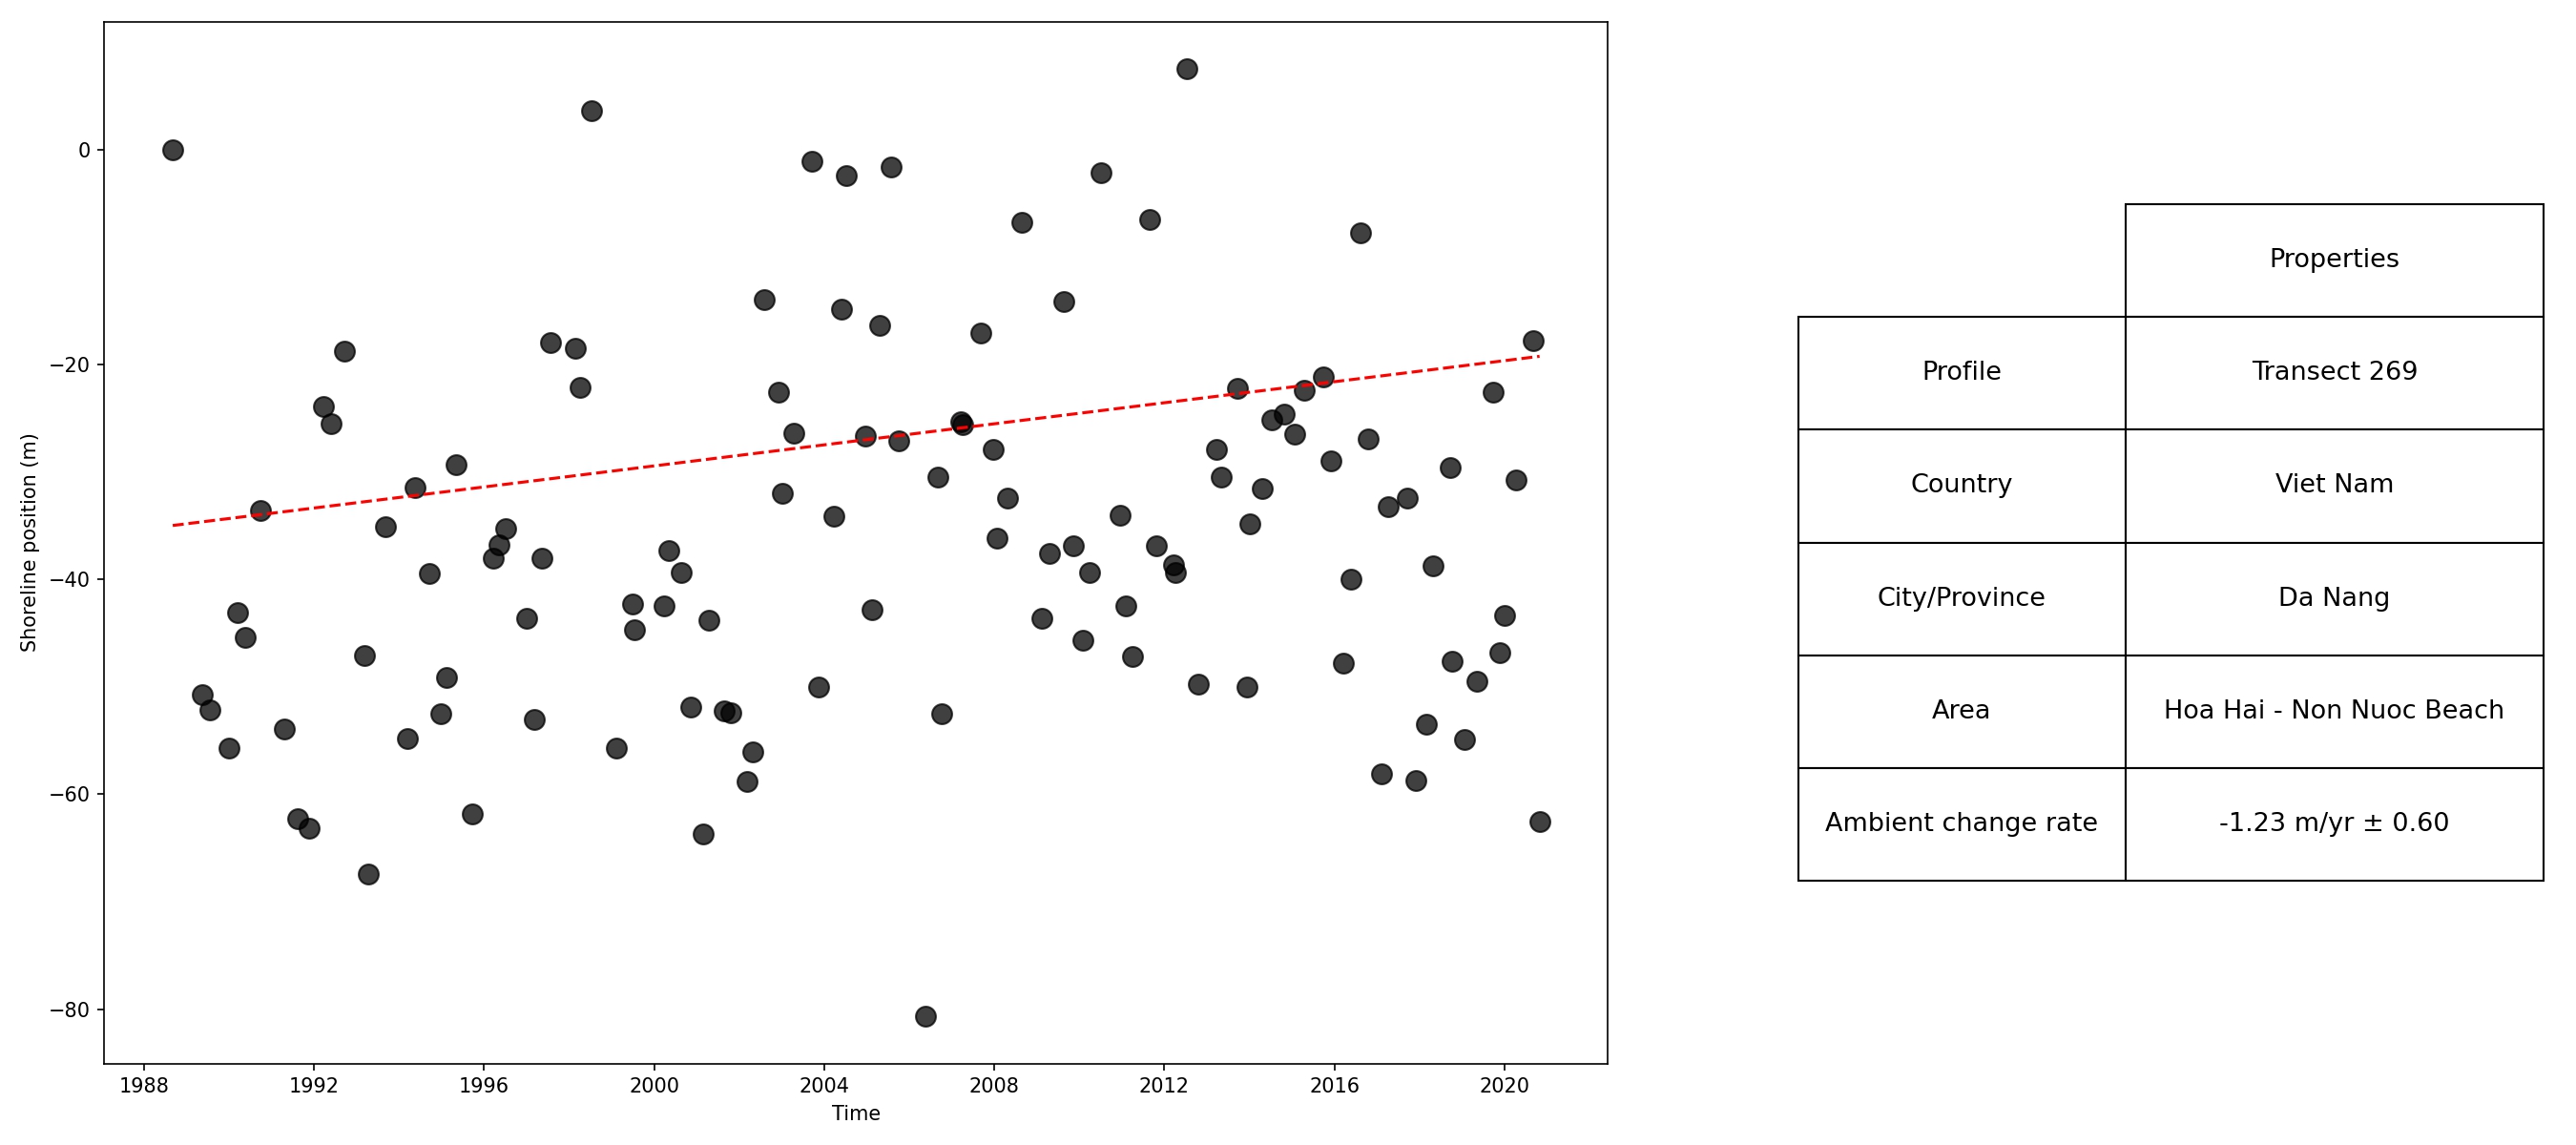 0
−20
−40
−60
−80
Shoreline position (m)
1988 1992 1996 2000 2004 2008 2012 2016 2020
Time
Properties
Profile Transect 269
Country Viet Nam
City/Province Da Nang
Area Hoa Hai - Non Nuoc Beach
Ambient change rate -1.23 m/yr ± 0.60